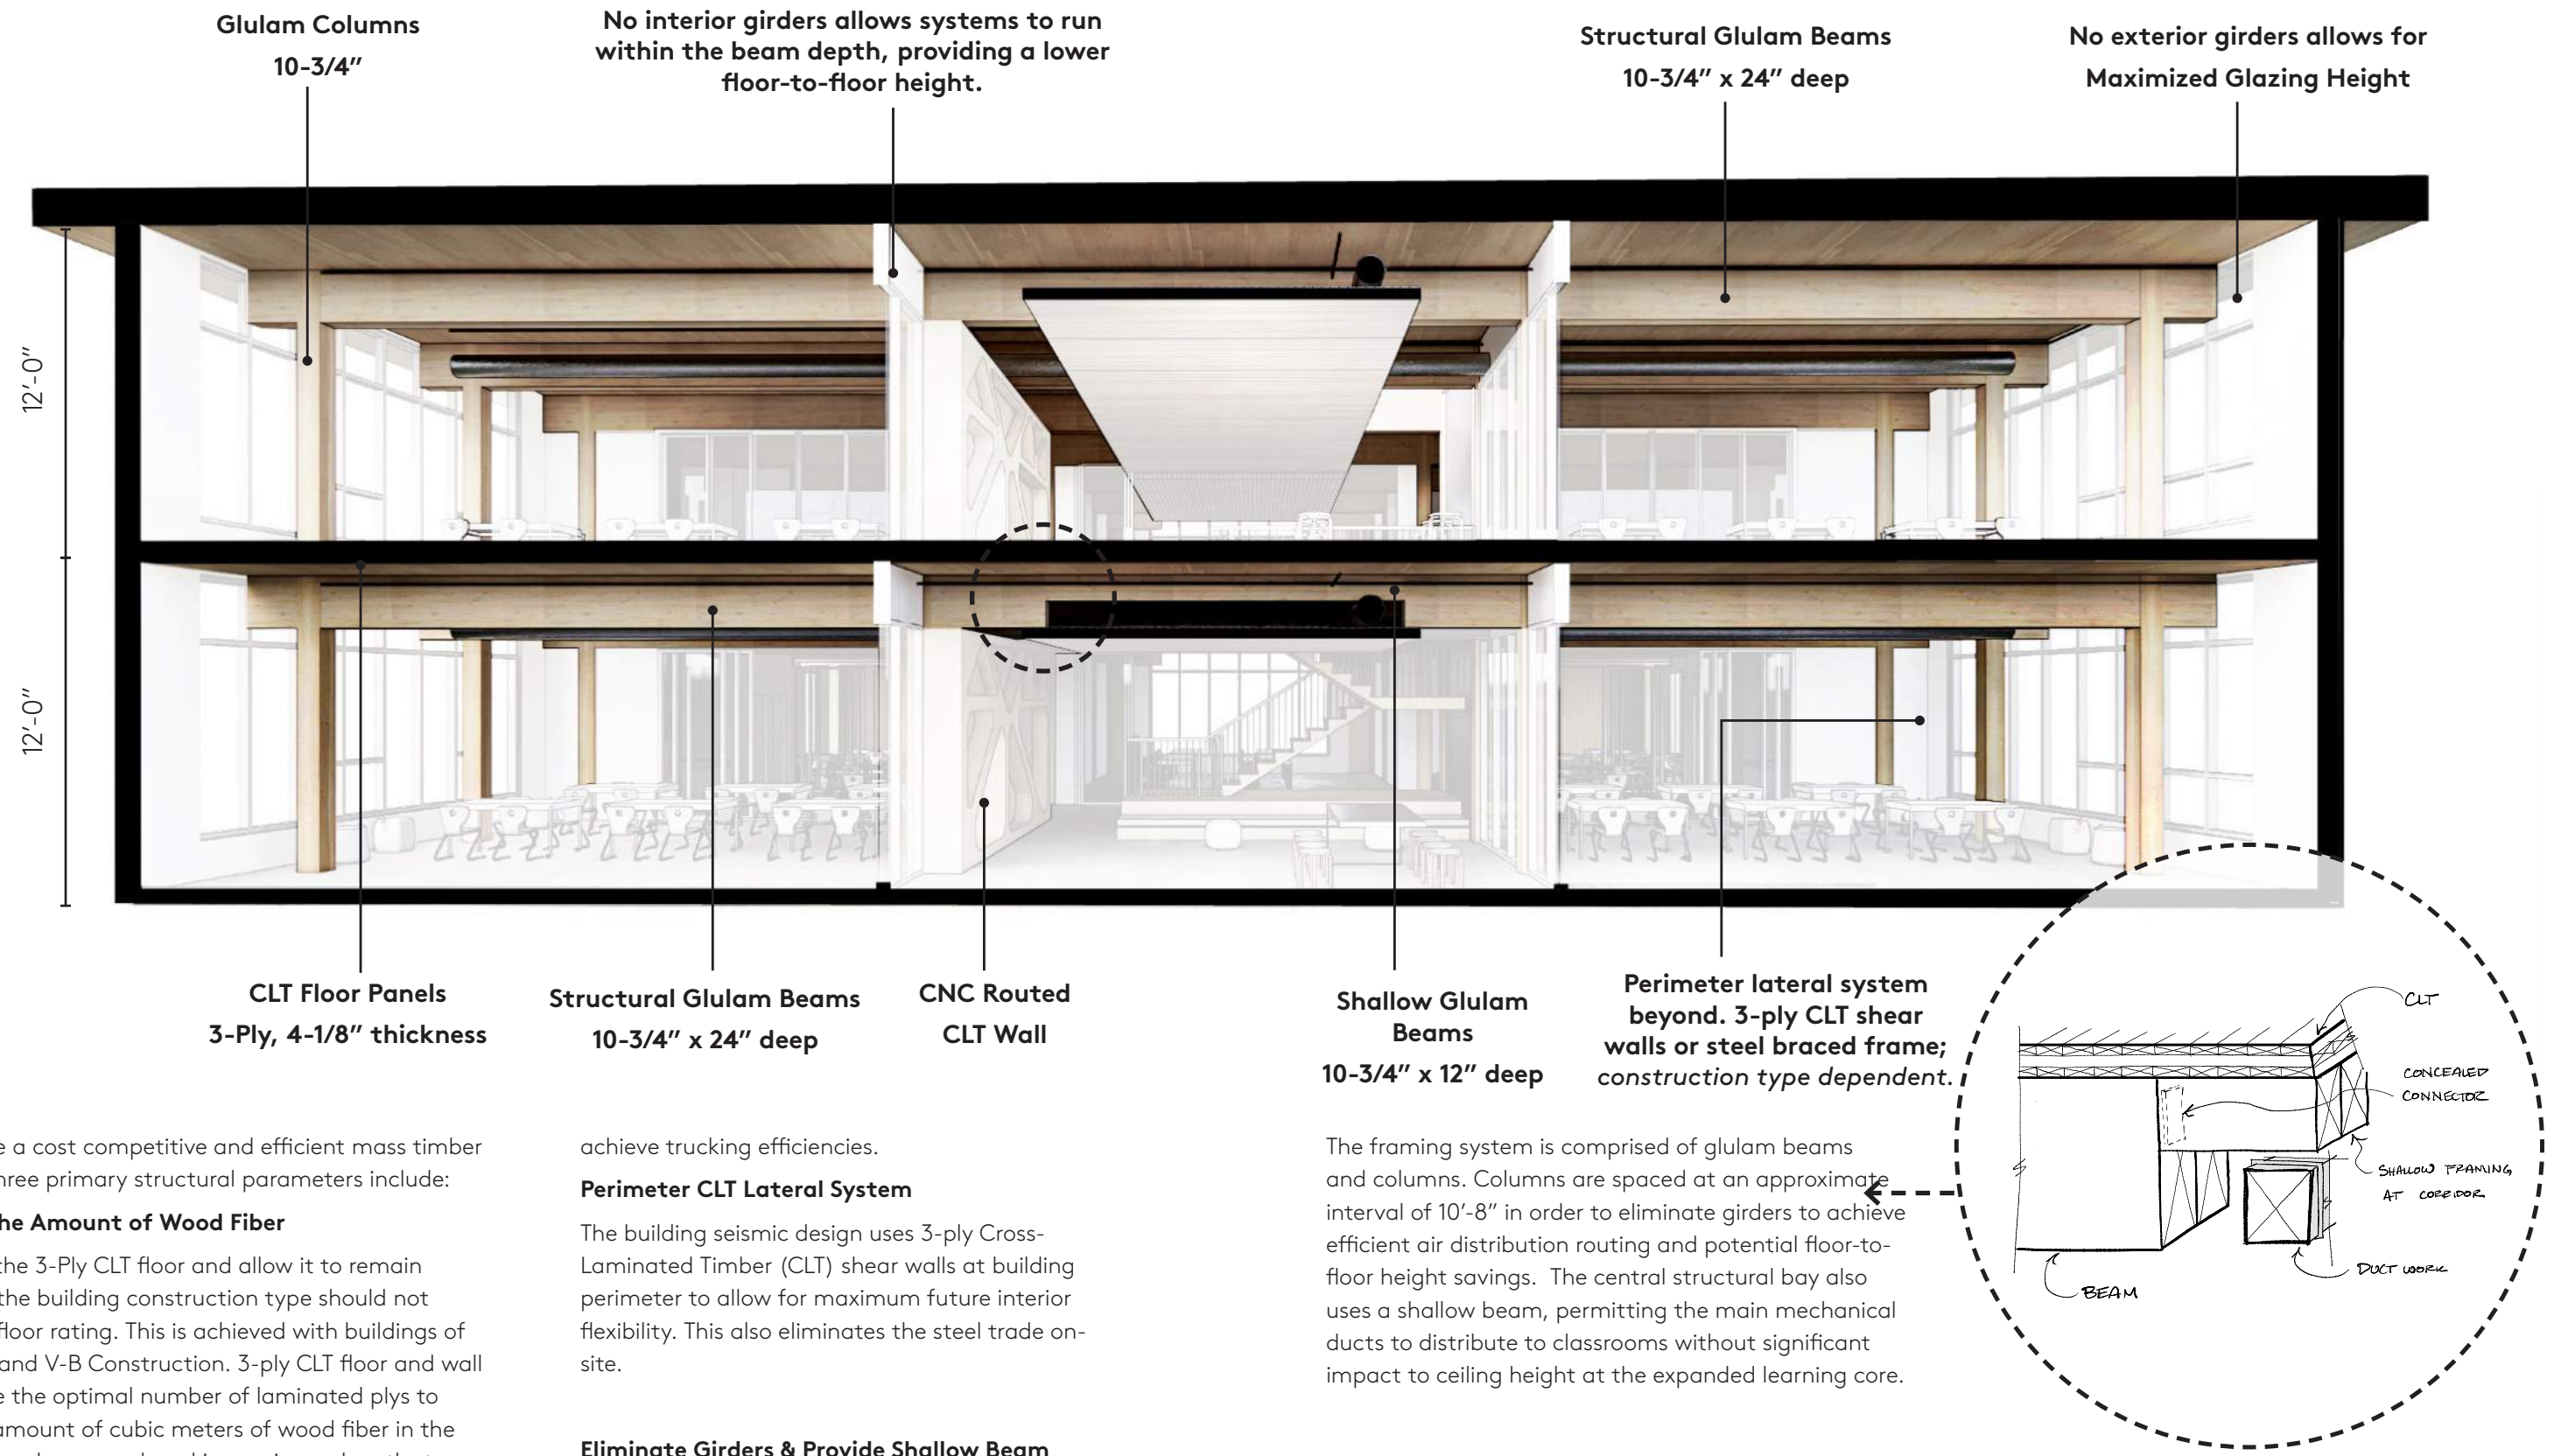 Glulam Columns
10-3/4″
No interior girders allows systems to run
within the beam depth, providing a lower
floor-to-floor height.
Structural Glulam Beams
10-3/4″ x 24″ deep
No exterior girders allows for
Maximized Glazing Height
12′-0″
12′-0″
CLT Floor Panels
3-Ply, 4-1/8″ thickness
Structural Glulam Beams
10-3/4″ x 24″ deep
CNC Routed
CLT Wall
Shallow Glulam
Beams
10-3/4″ x 12″ deep
Perimeter lateral system
beyond. 3-ply CLT shear
walls or steel braced frame;
construction type dependent.
CLT
CONCEALED
CONNECTOR
SHALLOW FRAMING
AT CORRIDOR
DUCT WORK
BEAM
e a cost competitive and efficient mass timber
hree primary structural parameters include:
he Amount of Wood Fiber
the 3-Ply CLT floor and allow it to remain
the building construction type should not
floor rating. This is achieved with buildings of
and V-B Construction. 3-ply CLT floor and wall
e the optimal number of laminated plys to
amount of cubic meters of wood fiber in the
achieve trucking efficiencies.
Perimeter CLT Lateral System
The building seismic design uses 3-ply Cross-
Laminated Timber (CLT) shear walls at building
perimeter to allow for maximum future interior
flexibility. This also eliminates the steel trade on-
site.
Eliminate Girders & Provide Shallow Beam
The framing system is comprised of glulam beams
and columns. Columns are spaced at an approximate
interval of 10′-8″ in order to eliminate girders to achieve
efficient air distribution routing and potential floor-to-
floor height savings. The central structural bay also
uses a shallow beam, permitting the main mechanical
ducts to distribute to classrooms without significant
impact to ceiling height at the expanded learning core.